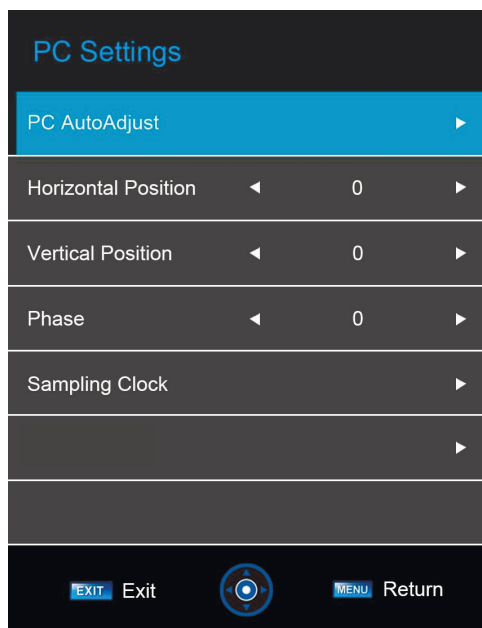 PC Settings
PC AutoAdjust
Horizontal Position 0
Vertical Position 0
Phase 0
Sampling Clock
EXIT Exit MENU Return